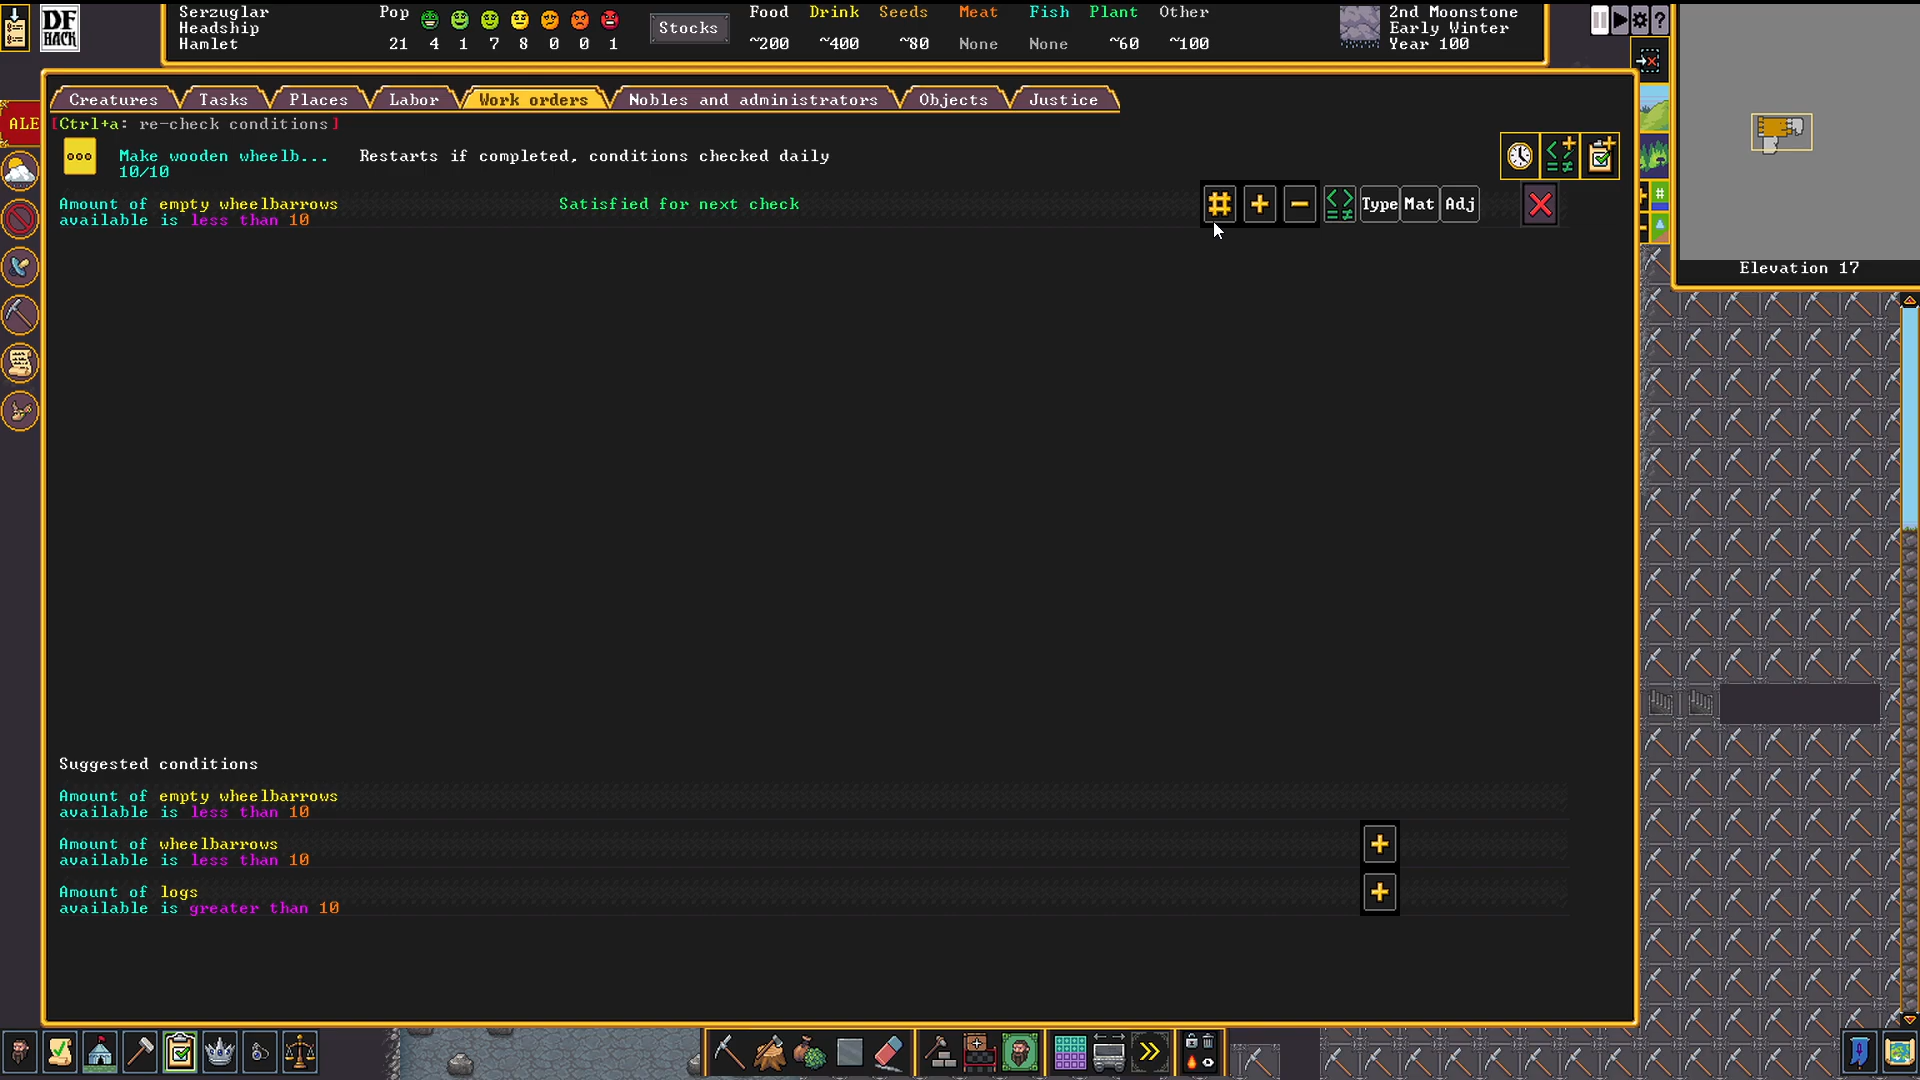 DF
HACK
Serzuglar
Headship
Hamlet
Pop
21 4 1 7 8 0 0 1
Stocks
Food Drink Seeds Meat Fish Plant Other
~200 ~400 ~80 None None ~60 ~100
2nd Moonstone
Early Winter
Year 100
?
Creatures Tasks Places Labor Work orders Nobles and administrators Objects Justice
ALE
[Ctrl+a: re-check conditions]
Make wooden wheelb... Restarts if completed, conditions checked daily
10/10
Amount of empty wheelbarrows Satisfied for next check
available is less than 10
Type Mat Adj
Elevation 17
Suggested conditions
Amount of empty wheelbarrows
available is less than 10
Amount of wheelbarrows
available is less than 10
Amount of logs
available is greater than 10